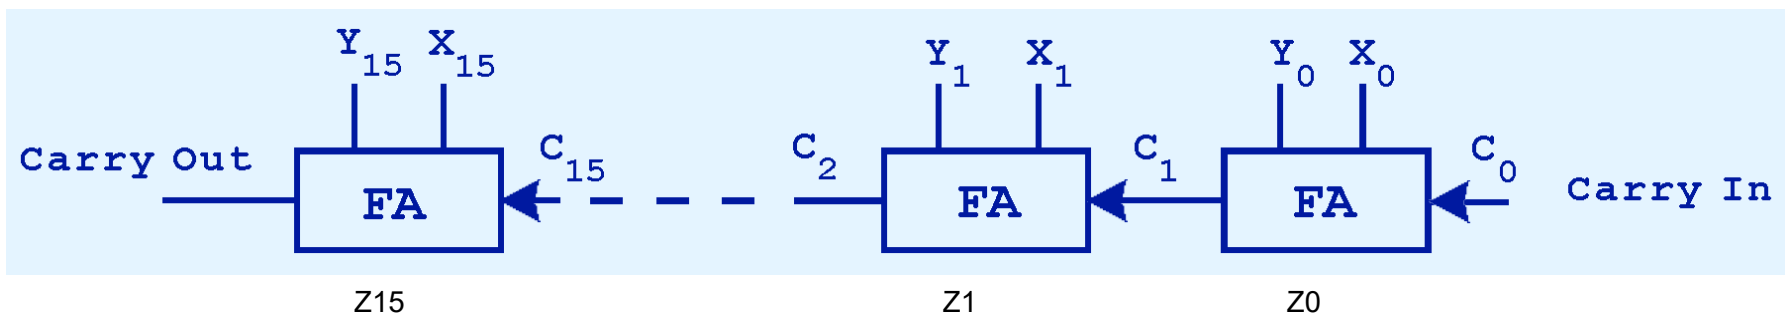 Y15 X15 Y1 X1 Y0 X0
Carry Out C15 C2 C1 C0 Carry In
FA FA FA
Z15 Z1 Z0